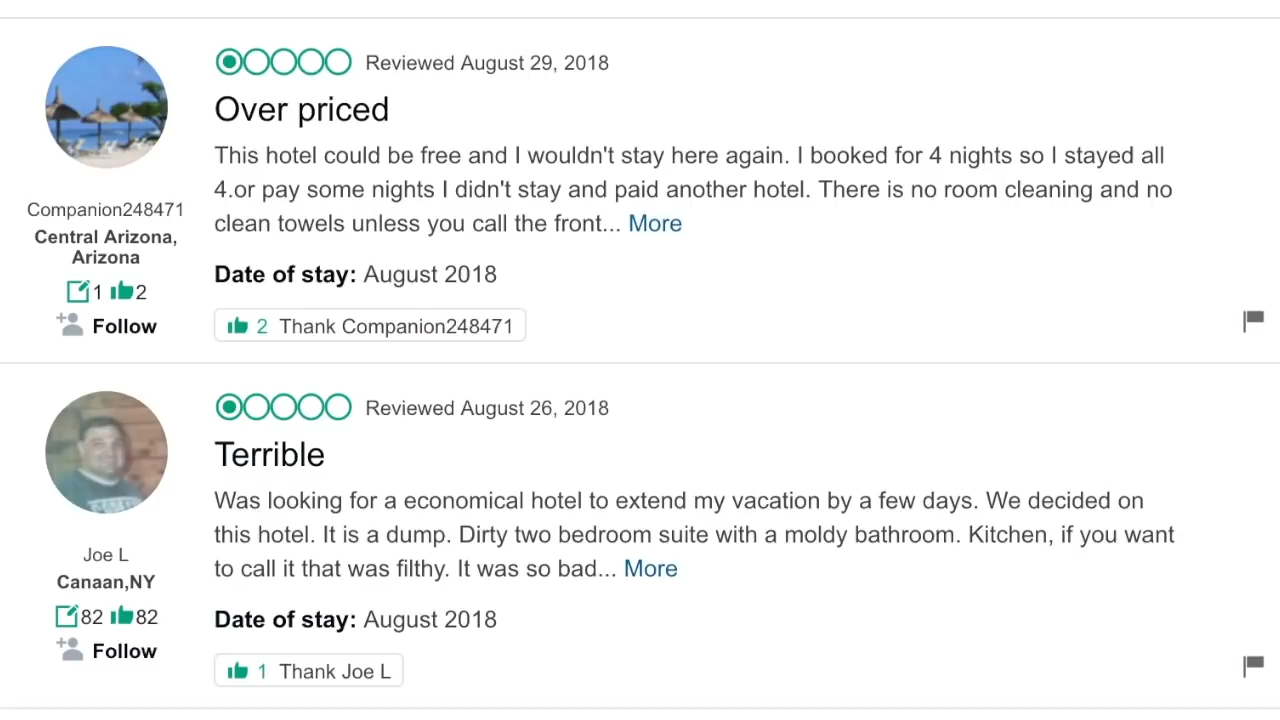 Reviewed August 29, 2018
Over priced
This hotel could be free and I wouldn't stay here again. I booked for 4 nights so I stayed all
4.or pay some nights I didn't stay and paid another hotel. There is no room cleaning and no
clean towels unless you call the front... More
Companion248471
Central Arizona,
Arizona
1 2
Follow
Date of stay: August 2018
2 Thank Companion248471
Reviewed August 26, 2018
Terrible
Was looking for a economical hotel to extend my vacation by a few days. We decided on
this hotel. It is a dump. Dirty two bedroom suite with a moldy bathroom. Kitchen, if you want
to call it that was filthy. It was so bad... More
Joe L
Canaan,NY
82 82
Follow
Date of stay: August 2018
1 Thank Joe L